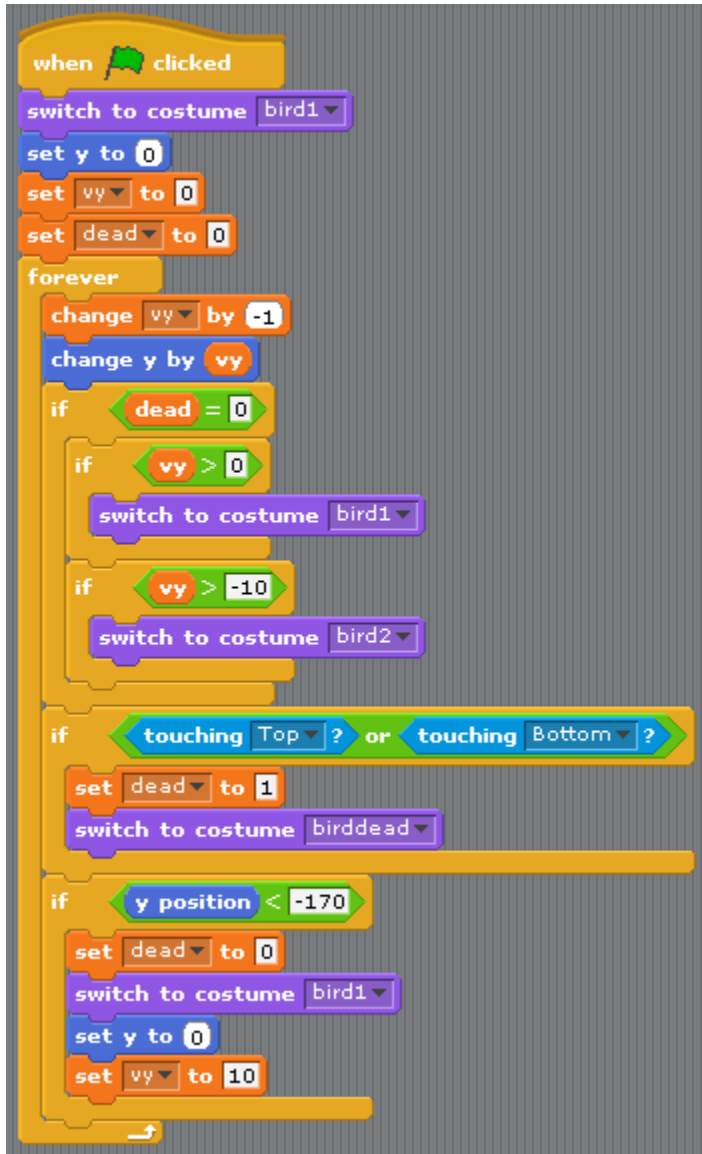 when clicked
switch to costume bird1
set y to 0
set vy to 0
set dead to 0
forever
change vy by -1
change y by vy
if dead = 0
if vy > 0
switch to costume bird1
if vy > -10
switch to costume bird2
if touching Top ? or touching Bottom ?
set dead to 1
switch to costume birddead
if y position < -170
set dead to 0
switch to costume bird1
set y to 0
set vy to 10